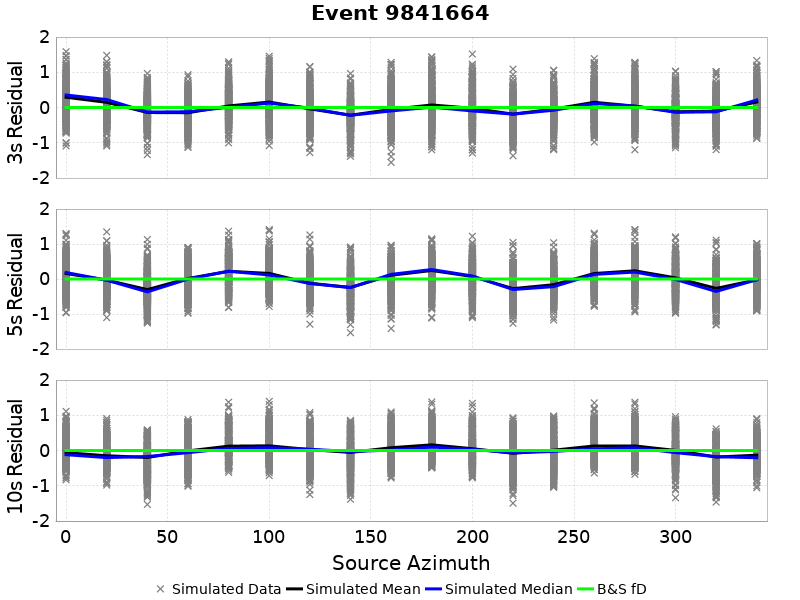 Event 9841664
3s Residual
2
1
0
-1
-2
5s Residual
2
1
0
-1
-2
10s Residual
2
1
0
-1
-2
0 50 100 150 200 250 300
Source Azimuth
Simulated Data Simulated Mean Simulated Median B&S fD